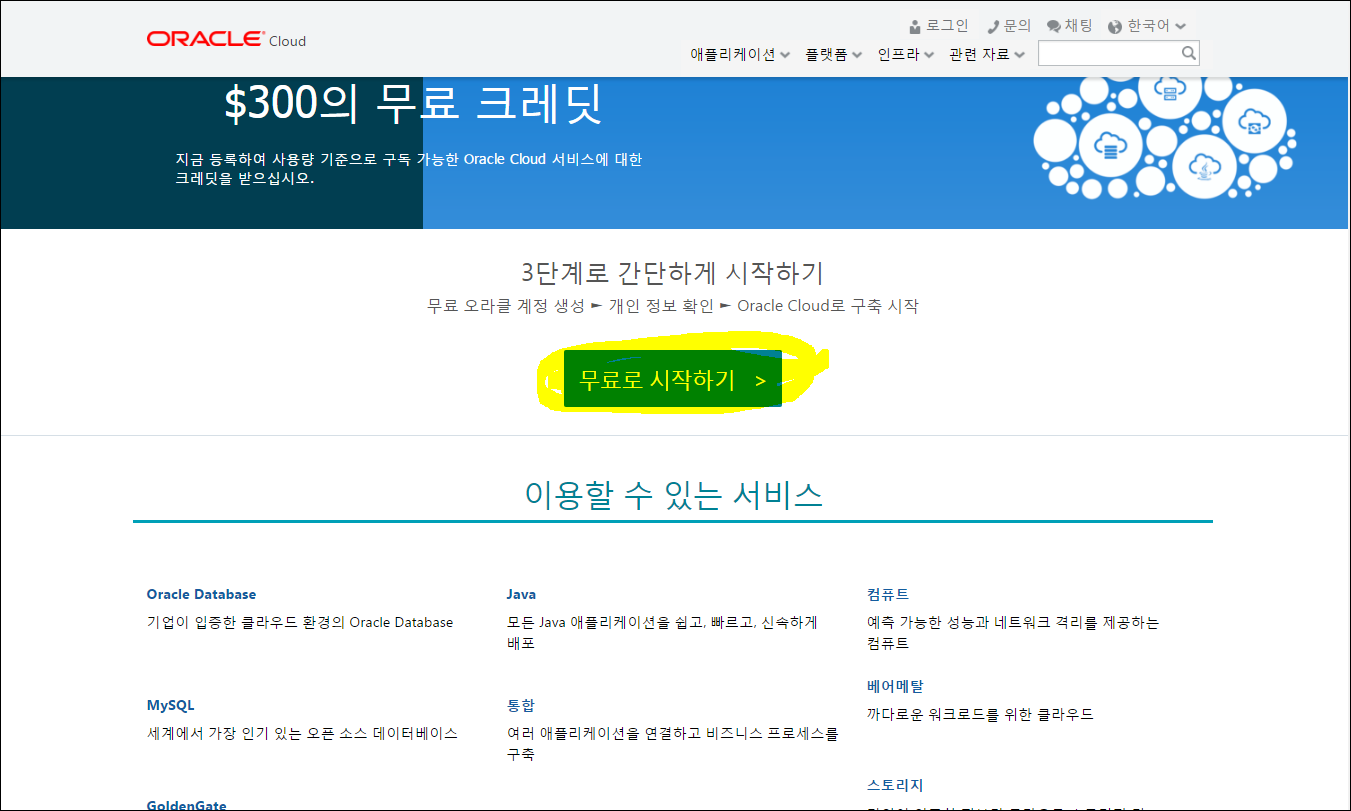 ORACLE Cloud
로그인 문의 채팅 한국어
애플리케이션 플랫폼 인프라 관련 자료
$300의 무료 크레딧
지금 등록하여 사용량 기준으로 구독 가능한 Oracle Cloud 서비스에 대한
크레딧을 받으십시오.
3단계로 간단하게 시작하기
무료 오라클 계정 생성 ► 개인 정보 확인 ► Oracle Cloud로 구축 시작
무료로 시작하기 >
이용할 수 있는 서비스
Oracle Database
기업이 입증한 클라우드 환경의 Oracle Database
MySQL
세계에서 가장 인기 있는 오픈 소스 데이터베이스
GoldenGate
Java
모든 Java 애플리케이션을 쉽고, 빠르고, 신속하게
배포
통합
여러 애플리케이션을 연결하고 비즈니스 프로세스를
구축
컴퓨트
예측 가능한 성능과 네트워크 격리를 제공하는
컴퓨트
베어메탈
까다로운 워크로드를 위한 클라우드
스토리지